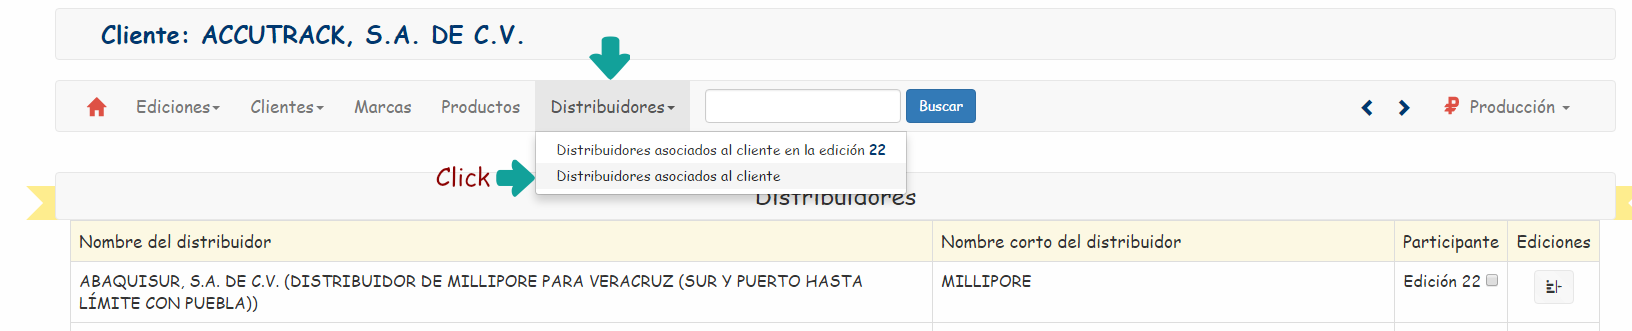 Cliente: ACCUTRACK, S.A. DE C.V.
Ediciones Clientes Marcas Productos Distribuidores Buscar Producción
Distribuidores asociados al cliente en la edición 22
Click Distribuidores asociados al cliente
Distribuidores
Nombre del distribuidor Nombre corto del distribuidor Participante Ediciones
ABAQUISUR, S.A. DE C.V. (DISTRIBUIDOR DE MILLIPORE PARA VERACRUZ (SUR Y PUERTO HASTA MILLIPORE Edición 22
LÍMITE CON PUEBLA))